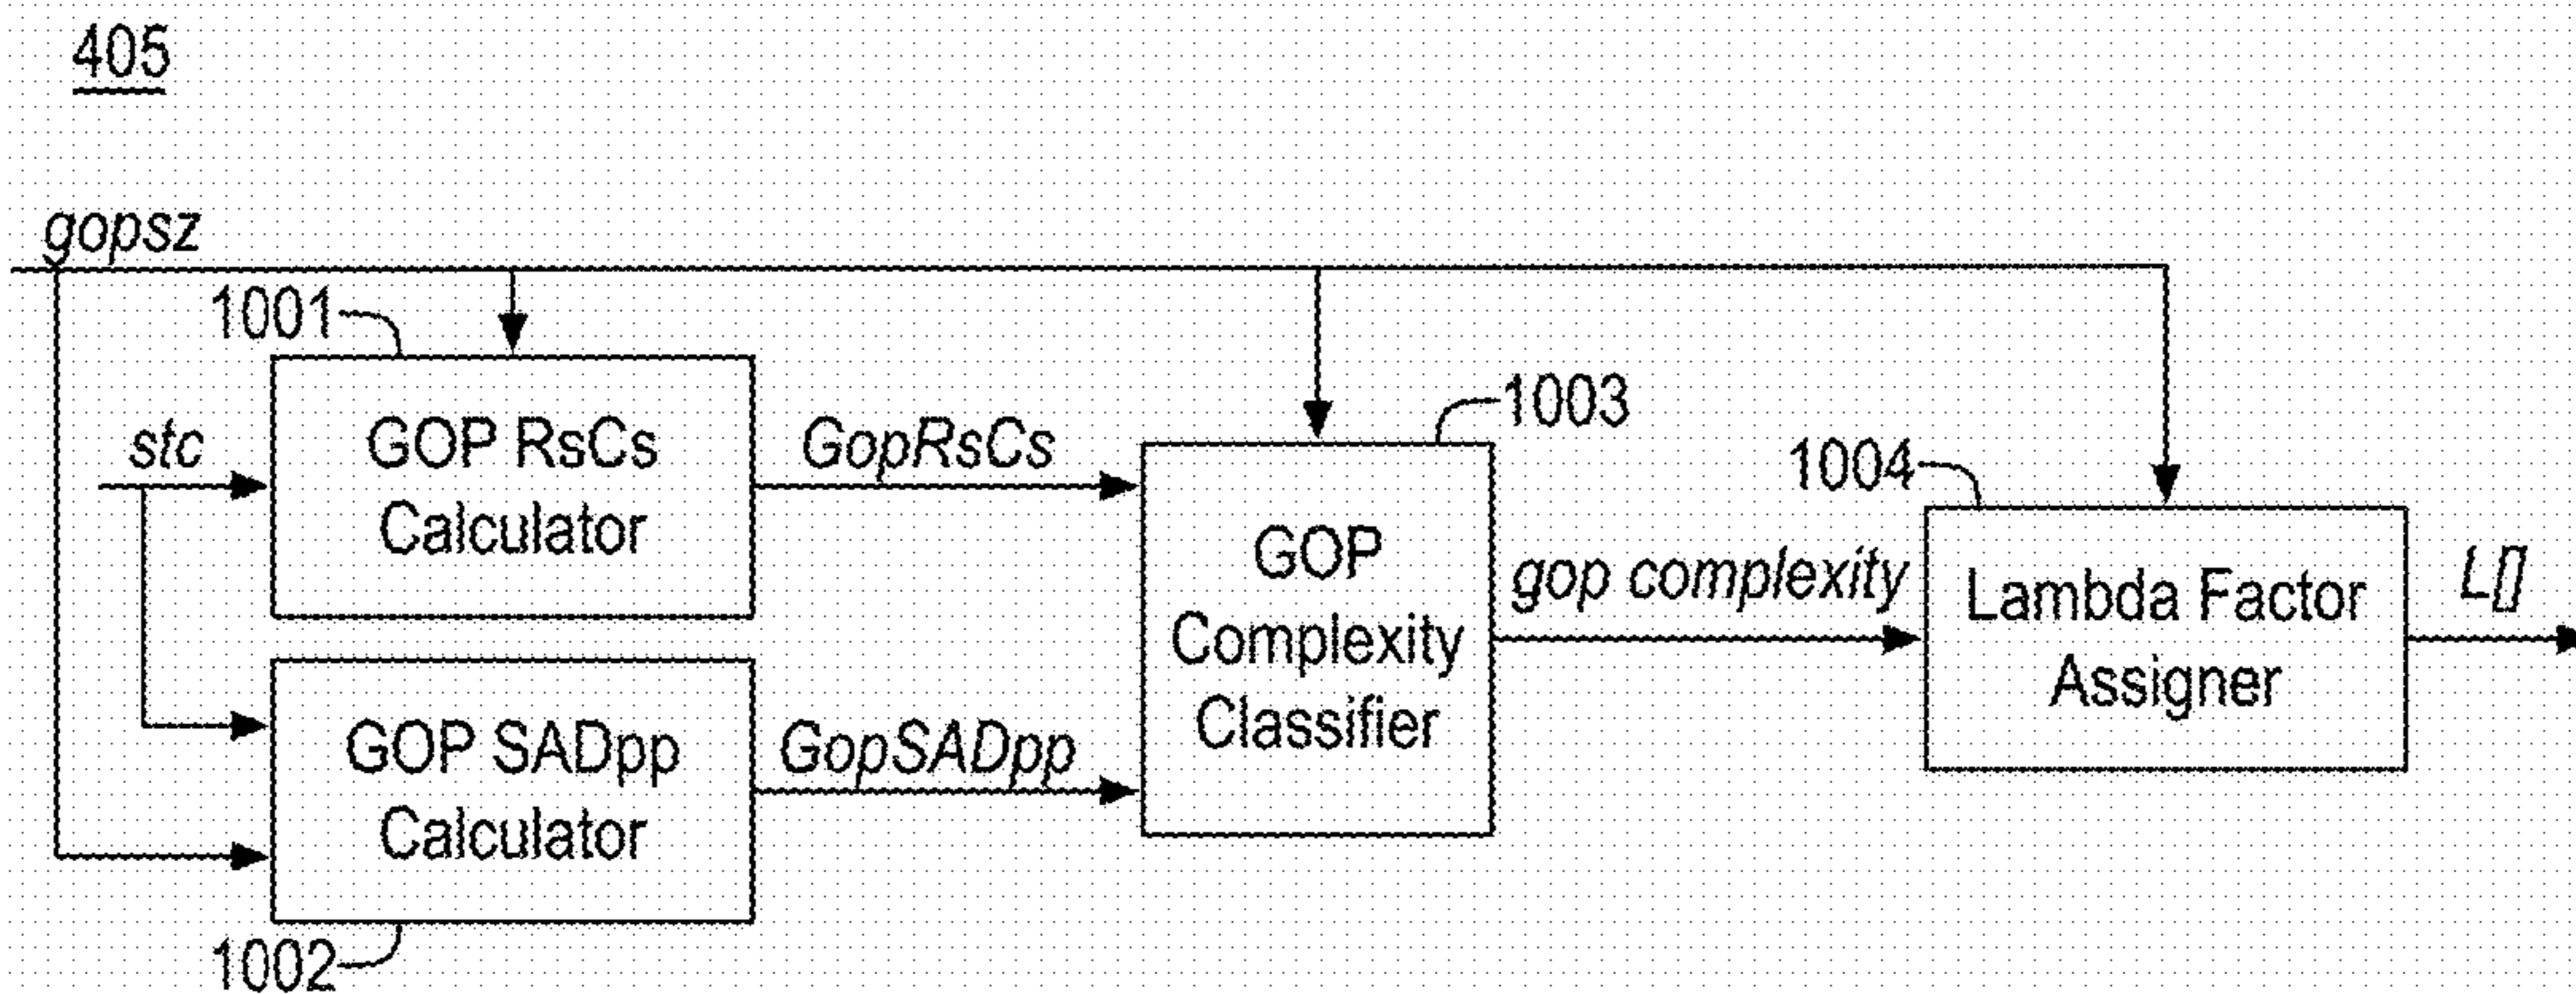 405
gopsz
1001
1003
stc
GOP RsCs
Calculator
GopRsCs
1004
GOP
Complexity
Classifier
gop complexity
Lambda Factor
Assigner
L[]
GOP SADpp
Calculator
GopSADpp
1002